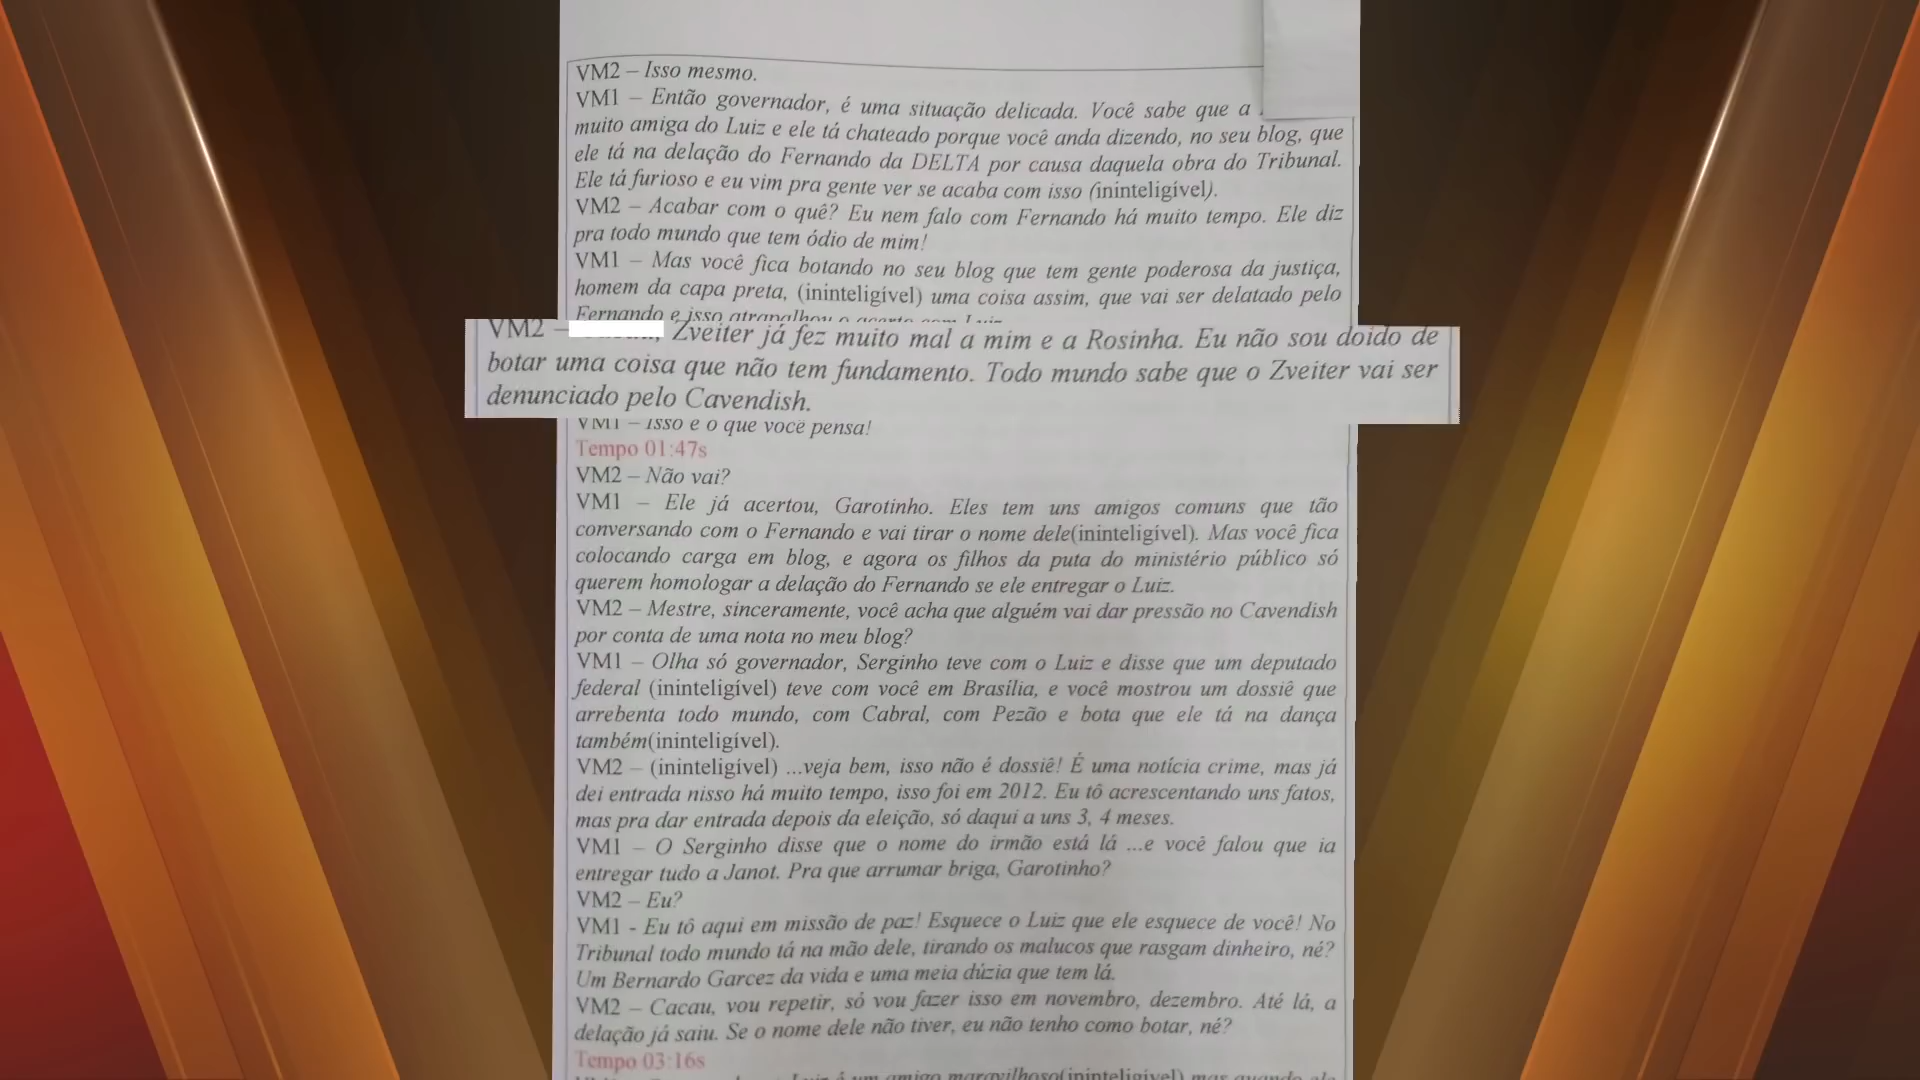 VM2 – Isso mesmo.
VM1 – Então governador, é uma situação delicada. Você sabe que a
muito amiga do Luiz e ele tá chateado porque você anda dizendo, no seu blog, que
ele tá na delação do Fernando da DELTA por causa daquela obra do Tribunal.
Ele tá furioso e eu vim pra gente ver se acaba com isso (ininteligível).
VM2 – Acabar com o quê? Eu nem falo com Fernando há muito tempo. Ele diz
pra todo mundo que tem ódio de mim!
VM1 – Mas você fica botando no seu blog que tem gente poderosa da justiça,
homem da capa preta, (ininteligível) uma coisa assim, que vai ser delatado pelo
Fernando e isso atrapalhou o acerto com Luiz
VM2 – Zveiter já fez muito mal a mim e a Rosinha. Eu não sou doido de
botar uma coisa que não tem fundamento. Todo mundo sabe que o Zveiter vai ser
denunciado pelo Cavendish.
VM1 – Isso é o que você pensa!
Tempo 01:47s
VM2 – Não vai?
VM1 – Ele já acertou, Garotinho. Eles tem uns amigos comuns que tão
conversando com o Fernando e vai tirar o nome dele(ininteligível). Mas você fica
colocando carga em blog, e agora os filhos da puta do ministério público só
querem homologar a delação do Fernando se ele entregar o Luiz.
VM2 – Mestre, sinceramente, você acha que alguém vai dar pressão no Cavendish
por conta de uma nota no meu blog?
VM1 – Olha só governador, Serginho teve com o Luiz e disse que um deputado
federal (ininteligível) teve com você em Brasília, e você mostrou um dossiê que
arrebenta todo mundo, com Cabral, com Pezão e bota que ele tá na dança
também(ininteligível).
VM2 – (ininteligível) ...veja bem, isso não é dossiê! É uma notícia crime, mas já
dei entrada nisso há muito tempo, isso foi em 2012. Eu tô acrescentando uns fatos,
mas pra dar entrada depois da eleição, só daqui a uns 3, 4 meses.
VM1 – O Serginho disse que o nome do irmão está lá ...e você falou que ia
entregar tudo a Janot. Pra que arrumar briga, Garotinho?
VM2 – Eu?
VM1 - Eu tô aqui em missão de paz! Esquece o Luiz que ele esquece de você! No
Tribunal todo mundo tá na mão dele, tirando os malucos que rasgam dinheiro, né?
Um Bernardo Garcez da vida e uma meia dúzia que tem lá.
VM2 – Cacau, vou repetir, só vou fazer isso em novembro, dezembro. Até lá, a
delação já saiu. Se o nome dele não tiver, eu não tenho como botar, né?
Tempo 03:16s
Luiz é um amigo maravilhoso(ininteligível) mas quando ele